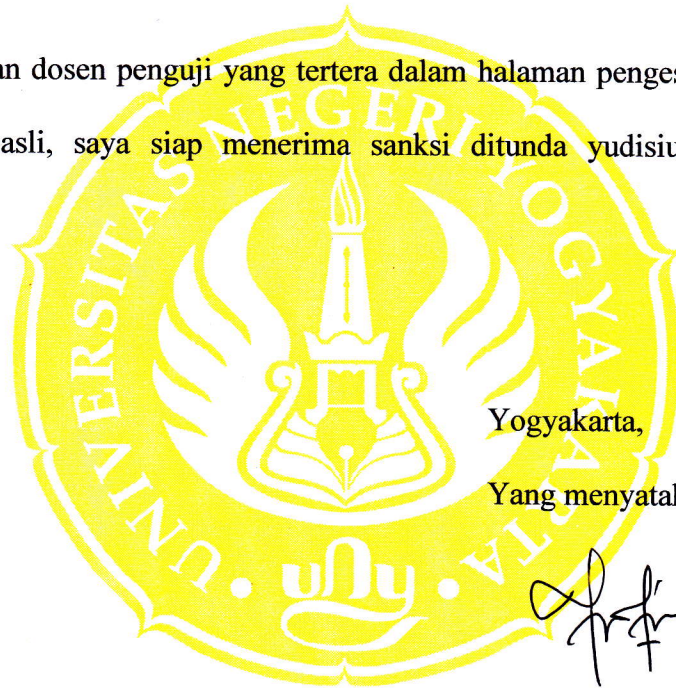 an dosen penguji yang tertera dalam halaman penges
asli, saya siap menerima sanksi ditunda yudisiu
UNIVERSITAS NEGERI YOGYAKARTA
uny
Yogyakarta,
Yang menyata